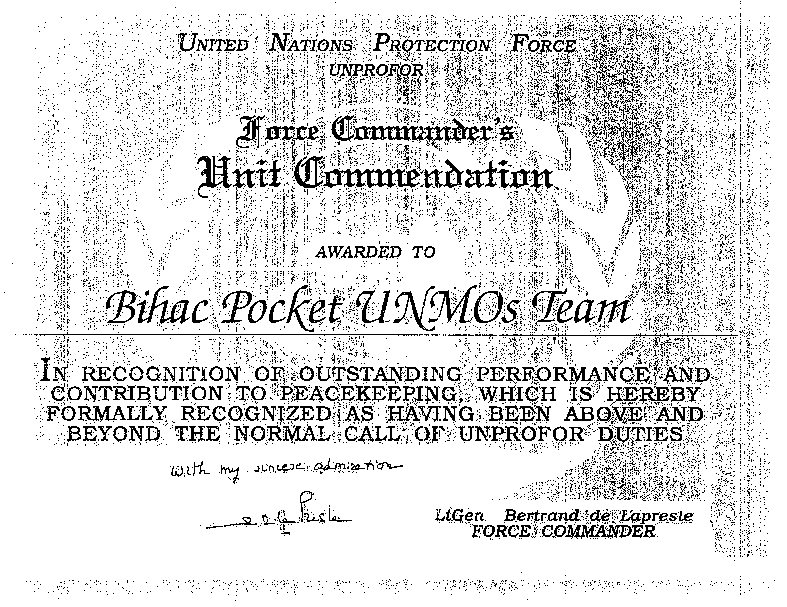 UNITED NATIONS PROTECTION FORCE
UNPROFOR
Force Commander's
Unit Commendation
AWARDED TO
Bihac Pocket UNMOs Team
IN RECOGNITION OF OUTSTANDING PERFORMANCE AND
CONTRIBUTION TO PEACEKEEPING, WHICH IS HEREBY
FORMALLY RECOGNIZED AS HAVING BEEN ABOVE AND
BEYOND THE NORMAL CALL OF UNPROFOR DUTIES
With my sincere admiration
LtGen Bertrand de Lapresle
FORCE COMMANDER